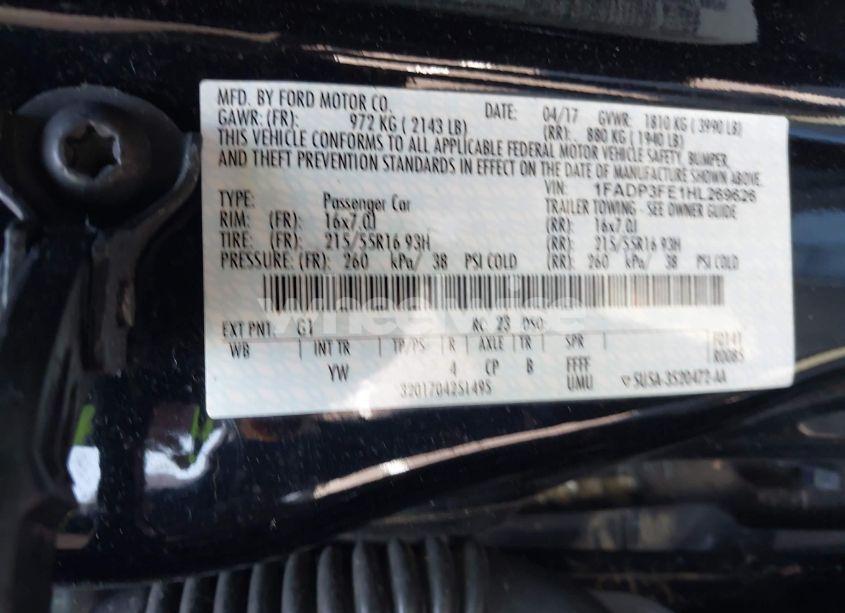 MFD. BY FORD MOTOR CO. DATE: 04/17 GVWR: 1810 KG ( 3990 LB)
GAWR: (FR): 972 KG ( 2143 LB) (RR): 880 KG ( 1940 LB)
THIS VEHICLE CONFORMS TO ALL APPLICABLE FEDERAL MOTOR VEHICLE SAFETY, BUMPER,
AND THEFT PREVENTION STANDARDS IN EFFECT ON THE DATE OF MANUFACTURE SHOWN ABOVE.
VIN: 1FADP3FE1HL269626
TYPE: Passenger Car TRAILER TOWING - SEE OWNER GUIDE
RIM: (FR): 16x7.0J (RR): 16x7.0J
TIRE: (FR): 215/55R16 93H (RR): 215/55R16 93H
PRESSURE: (FR): 260 kPa/ 38 PSI COLD (RR): 260 kPa/ 38 PSI COLD
EXT PNT: G1 RC: 23 DSO:
WB INT TR TP/PS R AXLE TR SPR F0141
YW 4 CP B FFFF R0085
3201704251495 UMU 5U5A-3520472-AA